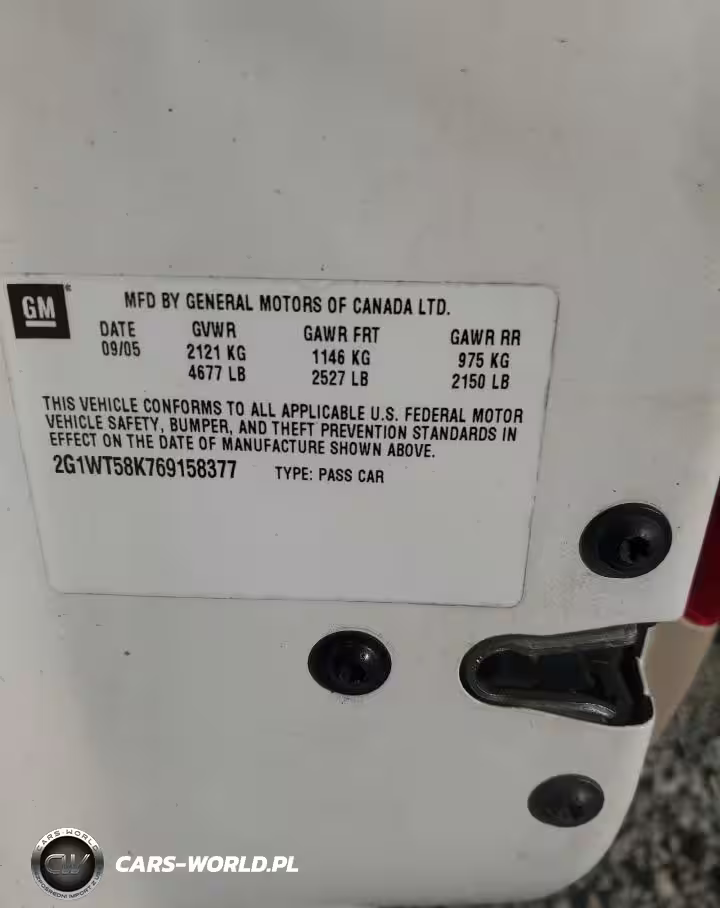 GM
MFD BY GENERAL MOTORS OF CANADA LTD.
DATE GVWR GAWR FRT GAWR RR
09/05 2121 KG 1146 KG 975 KG
4677 LB 2527 LB 2150 LB
THIS VEHICLE CONFORMS TO ALL APPLICABLE U.S. FEDERAL MOTOR
VEHICLE SAFETY, BUMPER, AND THEFT PREVENTION STANDARDS IN
EFFECT ON THE DATE OF MANUFACTURE SHOWN ABOVE.
2G1WT58K769158377 TYPE: PASS CAR
CARS-WORLD
CW
CARS-WORLD.PL